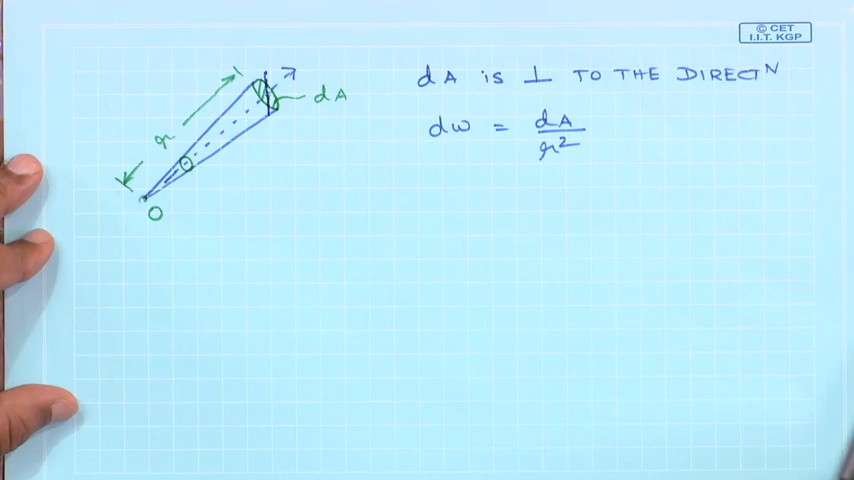 © CET
I.I.T. KGP
dA IS ⊥ TO THE DIRECTN
dA
r
dω = dA / r²
O